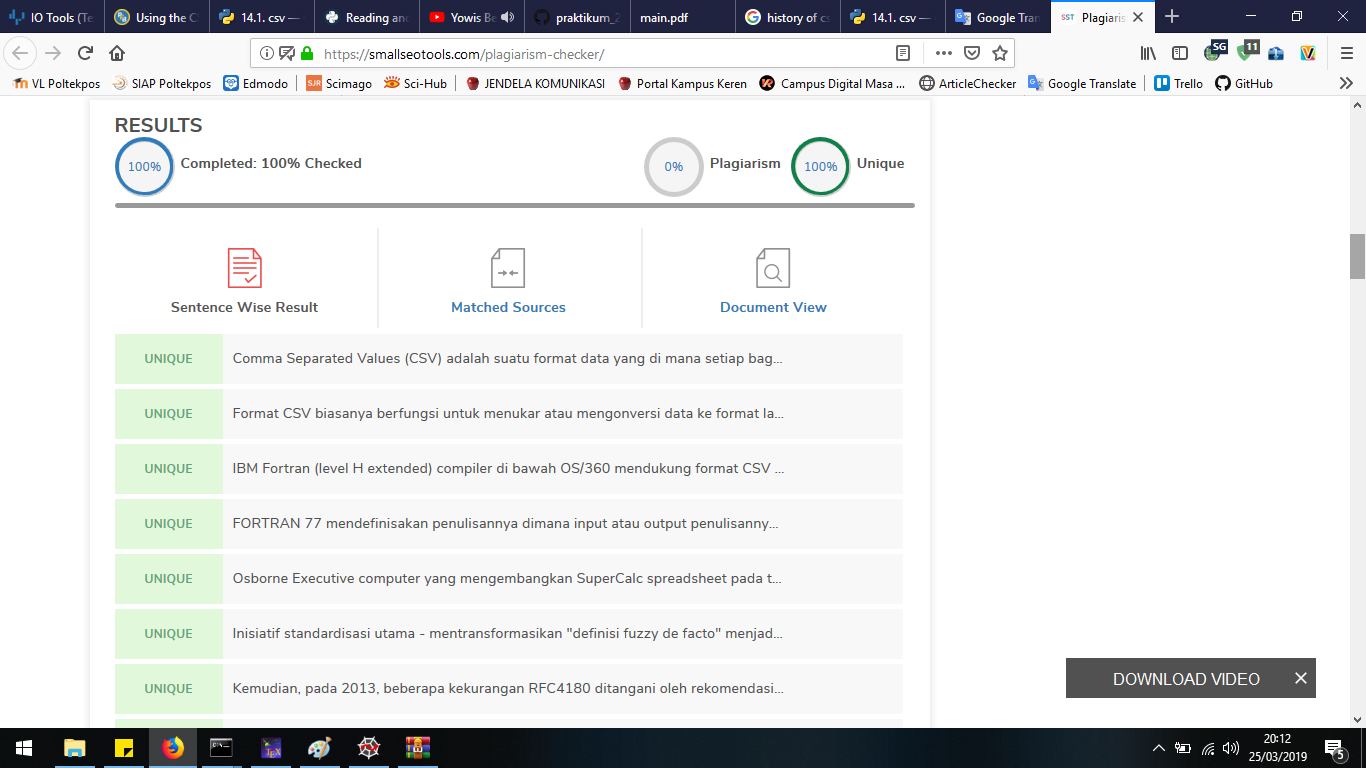 IO Tools (Te
Using the C
14.1. csv —
Reading an
Yowis Be
praktikum_2
main.pdf
history of cs
14.1. csv —
Google Tran
SST Plagiaris
https://smallseotools.com/plagiarism-checker/
SG
11
VL Poltekpos
SIAP Poltekpos
Edmodo
SJR Scimago
Sci-Hub
JENDELA KOMUNIKASI
Portal Kampus Keren
Campus Digital Masa ...
ArticleChecker
Google Translate
Trello
GitHub
RESULTS
100% Completed: 100% Checked
0% Plagiarism
100% Unique
Sentence Wise Result
Matched Sources
Document View
UNIQUE Comma Separated Values (CSV) adalah suatu format data yang di mana setiap bag...
UNIQUE Format CSV biasanya berfungsi untuk menukar atau mengonversi data ke format la...
UNIQUE IBM Fortran (level H extended) compiler di bawah OS/360 mendukung format CSV ...
UNIQUE FORTRAN 77 mendefinisakan penulisannya dimana input atau output penulisanny...
UNIQUE Osborne Executive computer yang mengembangkan SuperCalc spreadsheet pada t...
UNIQUE Inisiatif standardisasi utama - mentransformasikan "definisi fuzzy de facto" menjad...
UNIQUE Kemudian, pada 2013, beberapa kekurangan RFC4180 ditangani oleh rekomendasi...
DOWNLOAD VIDEO
20:12
25/03/2019
5